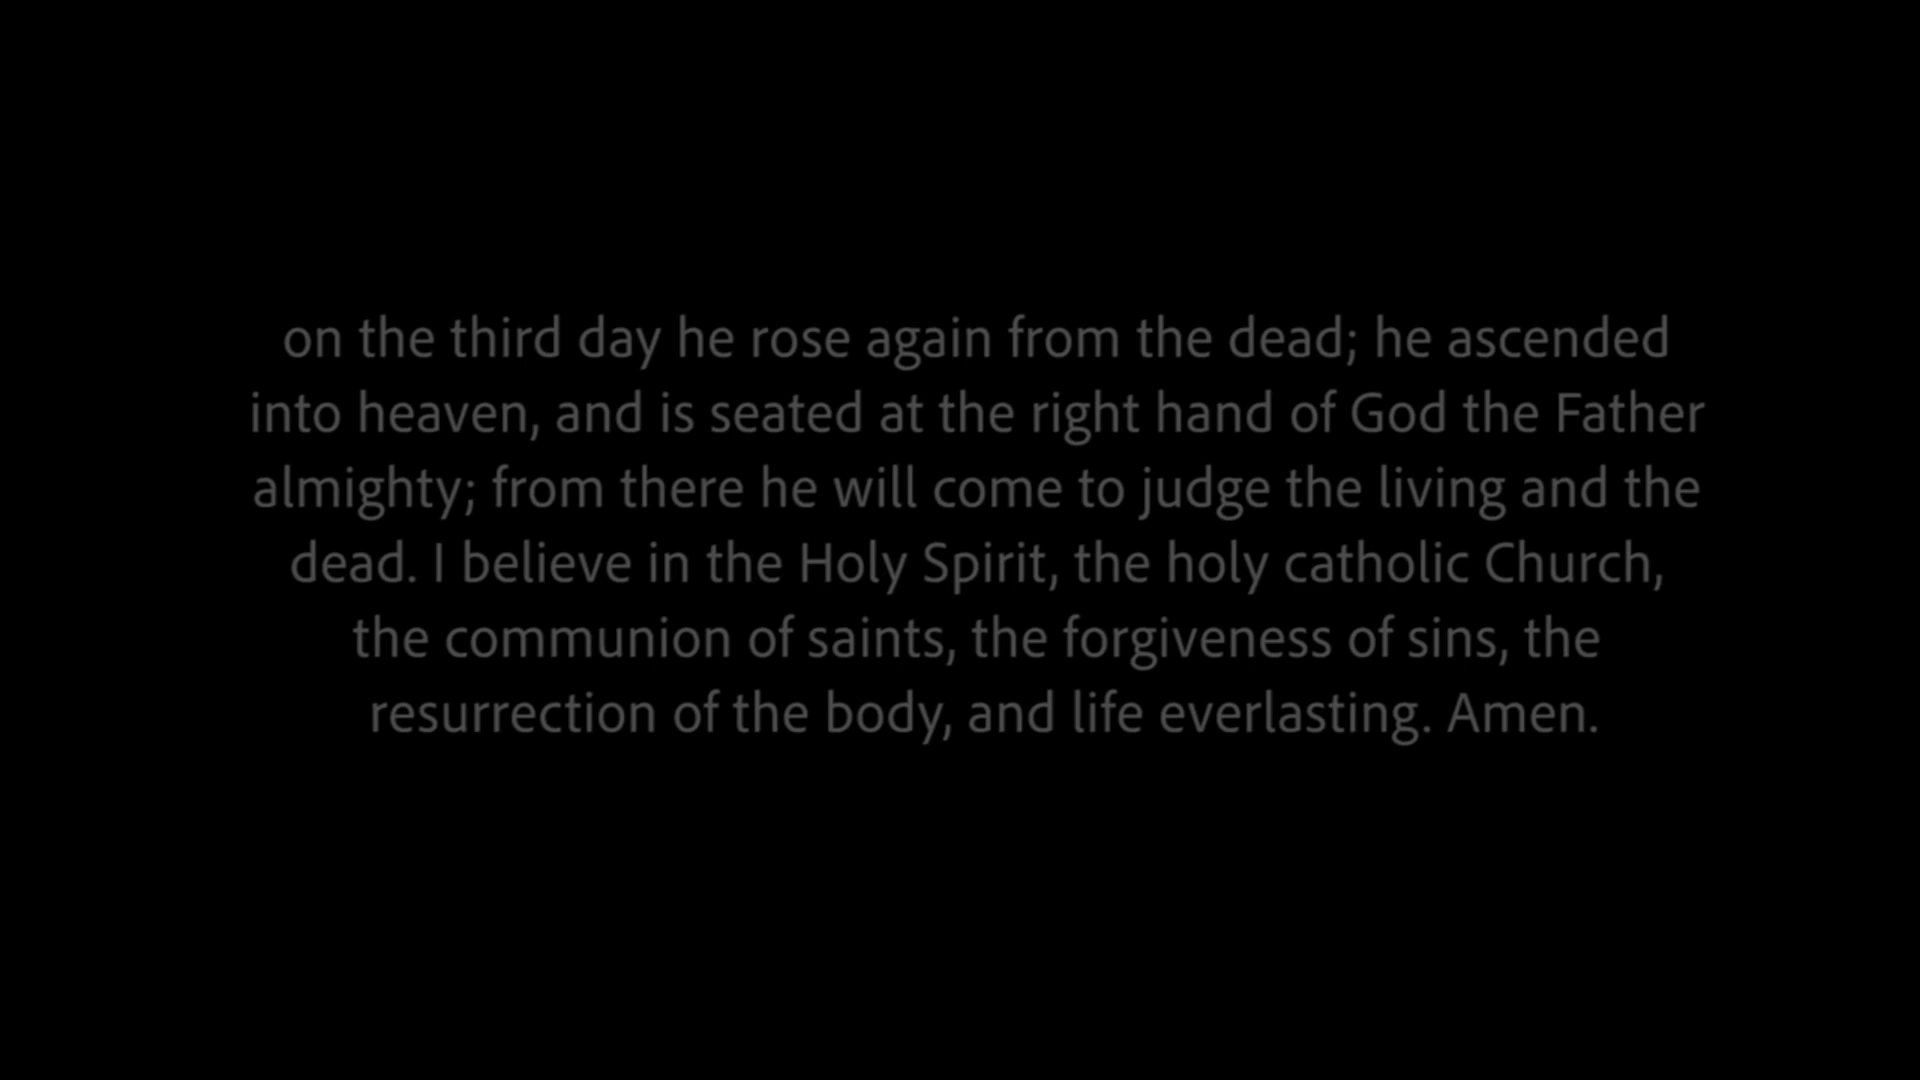 on the third day he rose again from the dead; he ascended
into heaven, and is seated at the right hand of God the Father
almighty; from there he will come to judge the living and the
dead. I believe in the Holy Spirit, the holy catholic Church,
the communion of saints, the forgiveness of sins, the
resurrection of the body, and life everlasting. Amen.